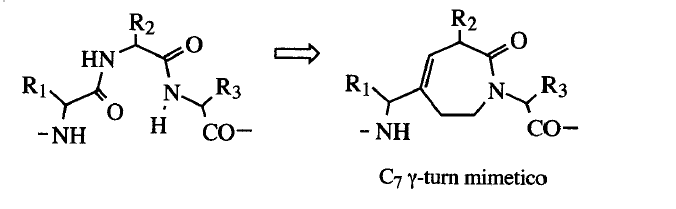 R2
HN
O
R1
O
N
R3
H
-NH
CO-
R2
O
R1
N
R3
-NH
CO-
C7 γ-turn mimetico